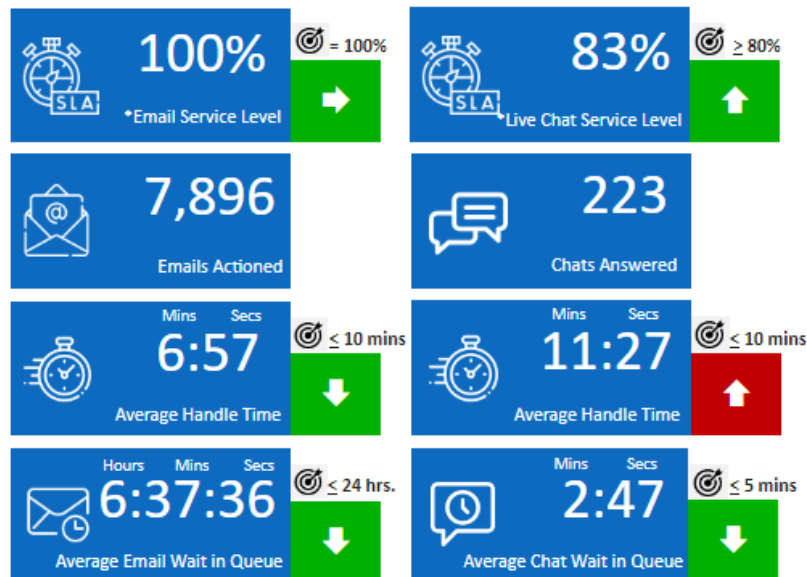 100%
= 100%
SLA
*Email Service Level
83%
≥ 80%
SLA
*Live Chat Service Level
7,896
@
Emails Actioned
223
Chats Answered
Mins Secs
6:57
≤ 10 mins
Average Handle Time
Mins Secs
11:27
≤ 10 mins
Average Handle Time
Hours Mins Secs
6:37:36
≤ 24 hrs.
Average Email Wait in Queue
Mins Secs
2:47
≤ 5 mins
Average Chat Wait in Queue